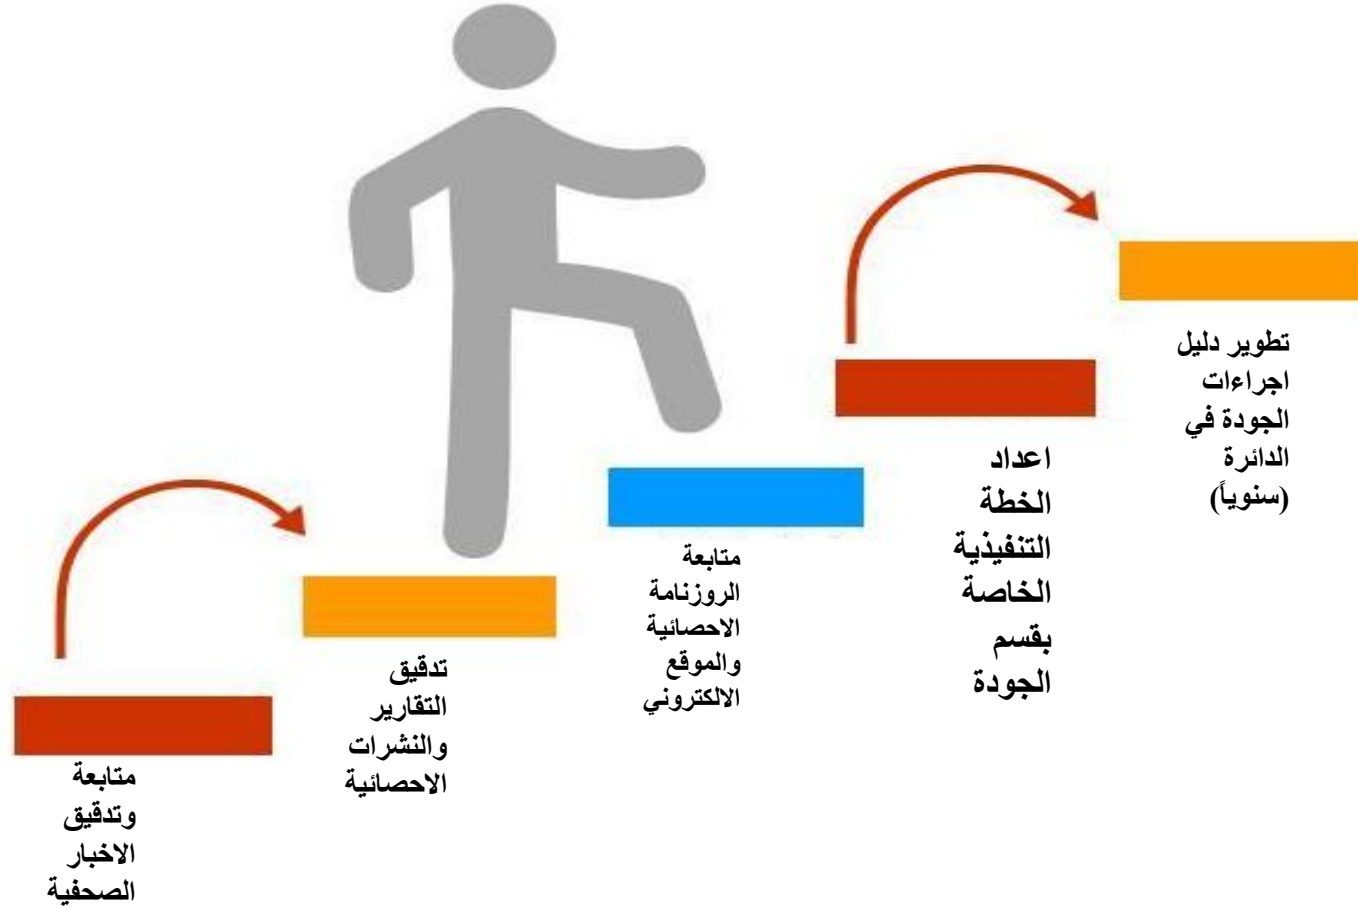 متابعة
وتدقيق
الاخبار
الصحفية
تدقيق
التقارير
والنشرات
الاحصائية
متابعة
الروزنامة
الاحصائية
والموقع
الالكتروني
اعداد
الخطة
التنفيذية
الخاصة
بقسم
الجودة
تطوير دليل
اجراءات
الجودة في
الدائرة
(سنوياً)